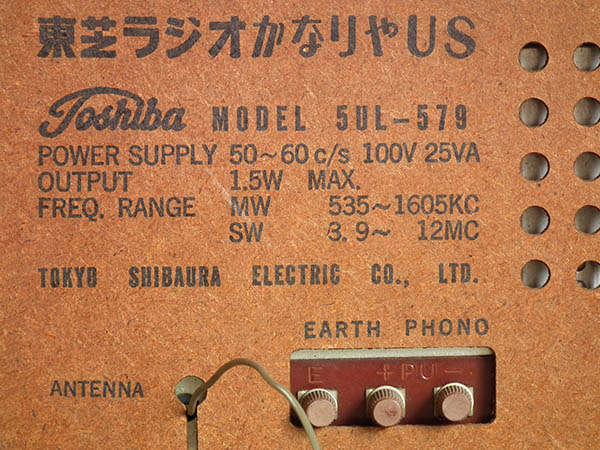 東芝ラジオかなりやUS
Toshiba MODEL 5UL-579
POWER SUPPLY 50~60 c/s 100V 25VA
OUTPUT 1.5W MAX.
FREQ. RANGE MW 535~1605KC
SW 3.9~ 12MC
TOKYO SHIBAURA ELECTRIC CO., LTD.
EARTH PHONO
E +PU-
ANTENNA